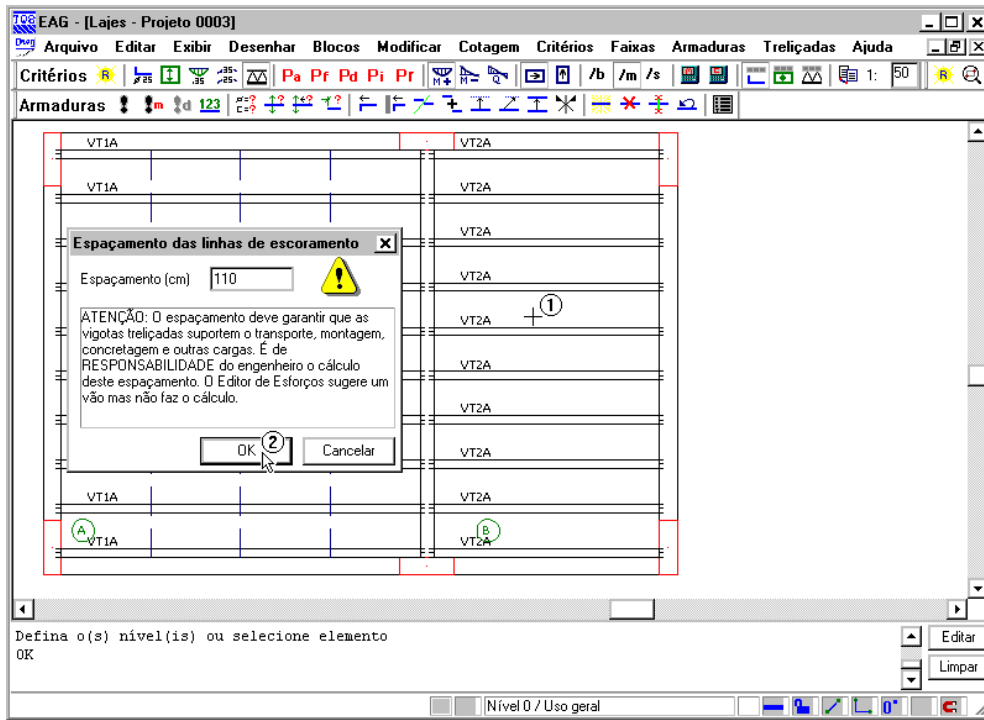 EAG - [Lajes - Projeto 0003]
Arquivo Editar Exibir Desenhar Blocos Modificar Cotagem Critérios Faixas Armaduras Treliçadas Ajuda
Critérios R Pa Pf Pd Pi Pr /b /m /s 1: 50 R
Armaduras 123
VT1A VT2A
VT1A VT2A
VT2A
Espaçamento das linhas de escoramento
Espaçamento (cm) 110
ATENÇÃO: O espaçamento deve garantir que as
vigotas treliçadas suportem o transporte, montagem,
concretagem e outras cargas. É de
RESPONSABILIDADE do engenheiro o cálculo
deste espaçamento. O Editor de Esforços sugere um
vão mas não faz o cálculo.
OK 2 Cancelar
VT2A
VT2A 1
VT2A
VT2A
VT2A
VT1A VT2A
A B
VT1A VT2A
Defina o(s) nível(is) ou selecione elemento
OK
Editar
Limpar
Nível 0 / Uso geral
0°